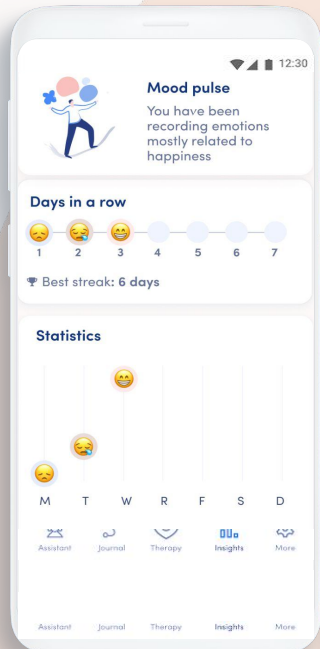 12:30
Mood pulse
You have been
recording emotions
mostly related to
happiness
Days in a row
1 2 3 4 5 6 7
Best streak: 6 days
Statistics
M T W R F S D
Assistant Journal Therapy Insights More
Assistant Journal Therapy Insights More